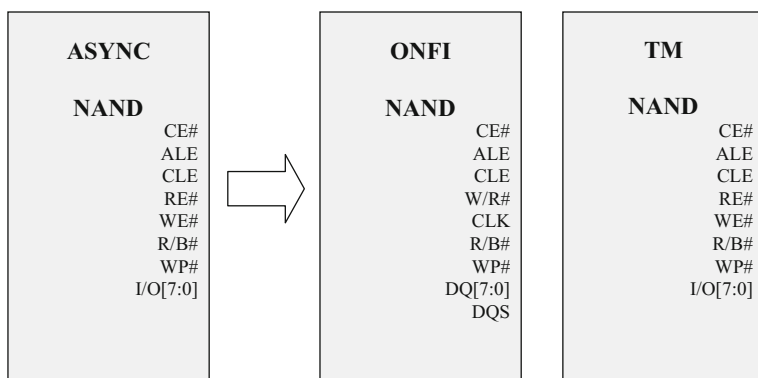 ASYNC
NAND
CE#
ALE
CLE
RE#
WE#
R/B#
WP#
I/O[7:0]
ONFI
NAND
CE#
ALE
CLE
W/R#
CLK
R/B#
WP#
DQ[7:0]
DQS
TM
NAND
CE#
ALE
CLE
RE#
WE#
R/B#
WP#
I/O[7:0]